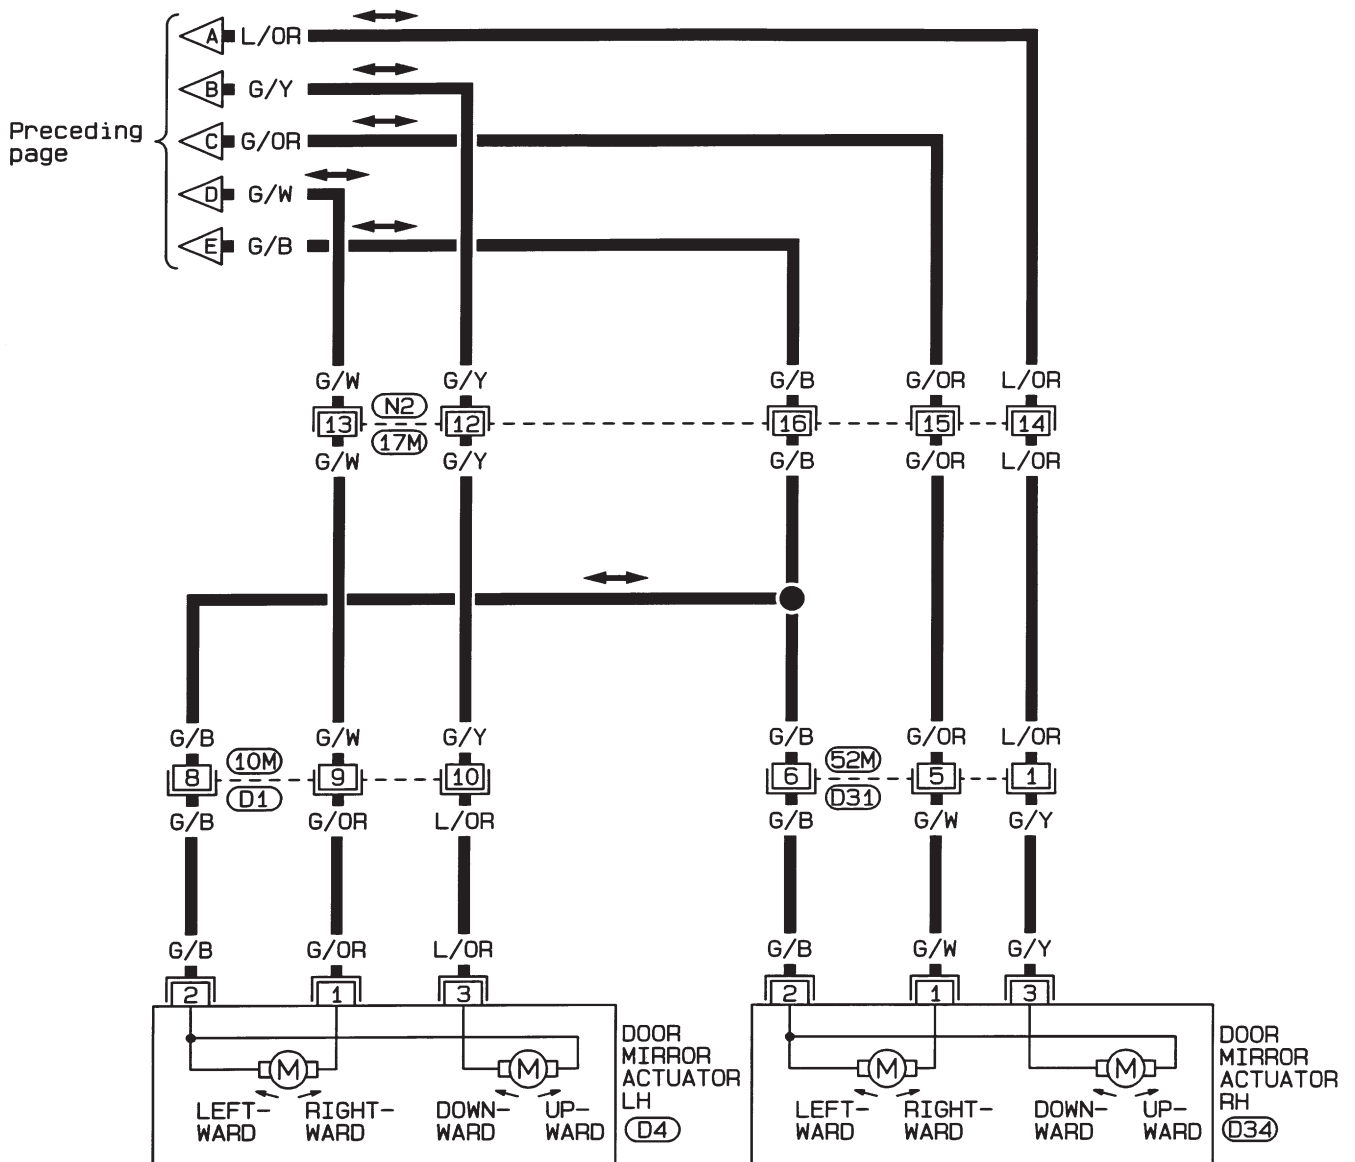 A L/OR
B G/Y
Preceding
page
C G/OR
D G/W
E G/B
G/W G/Y G/B G/OR L/OR
N2
13 12 16 15 14
17M
G/W G/Y G/B G/OR L/OR
G/B G/W G/Y G/B G/OR L/OR
10M 52M
8 9 10 6 5 1
D1 D31
G/B G/OR L/OR G/B G/W G/Y
G/B G/OR L/OR G/B G/W G/Y
2 1 3 2 1 3
M M M M
DOOR
MIRROR
ACTUATOR
LH
D4
DOOR
MIRROR
ACTUATOR
RH
D34
LEFT-
WARD
RIGHT-
WARD
DOWN-
WARD
UP-
WARD
LEFT-
WARD
RIGHT-
WARD
DOWN-
WARD
UP-
WARD